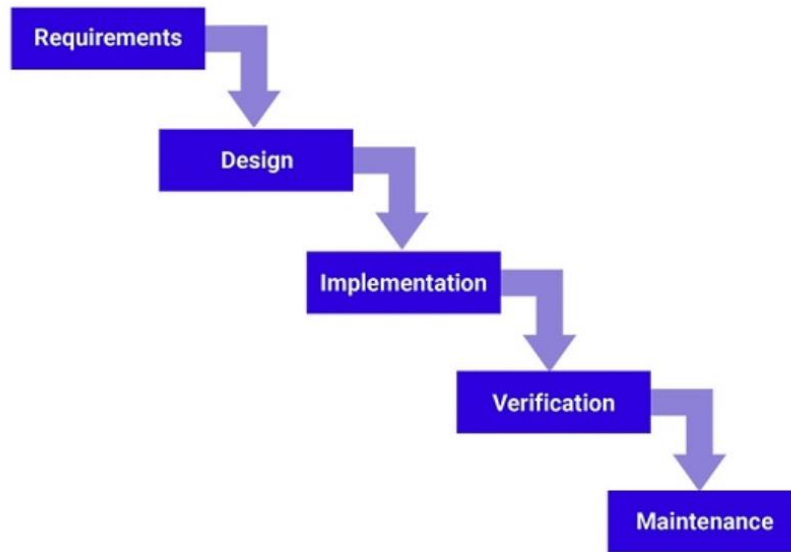 Requirements
Design
Implementation
Verification
Maintenance